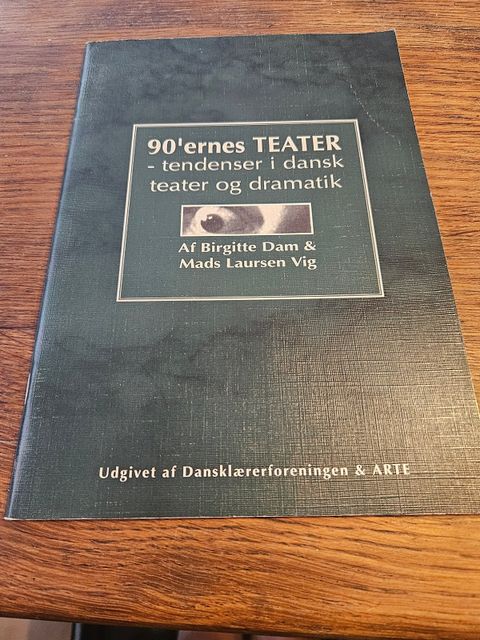 90'ernes TEATER
- tendenser i dansk
teater og dramatik
Af Birgitte Dam &
Mads Laursen Vig
Udgivet af Dansklærerforeningen & ARTE